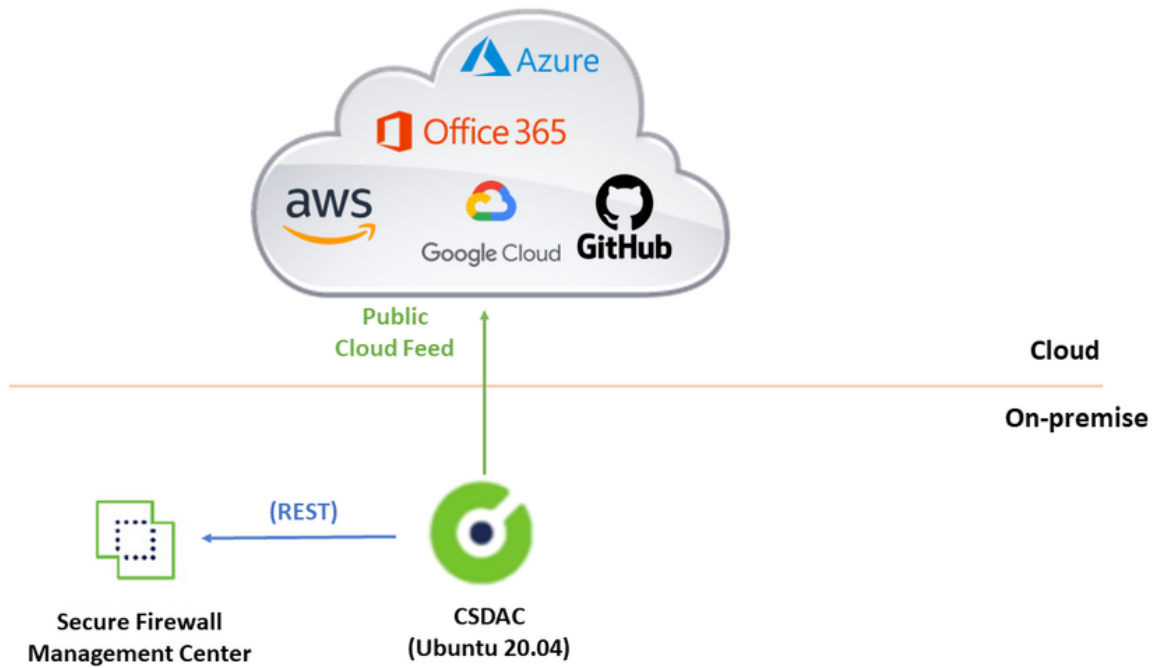 Azure
Office 365
aws
Google Cloud
GitHub
Public
Cloud Feed
Cloud
On-premise
(REST)
Secure Firewall
Management Center
CSDAC
(Ubuntu 20.04)